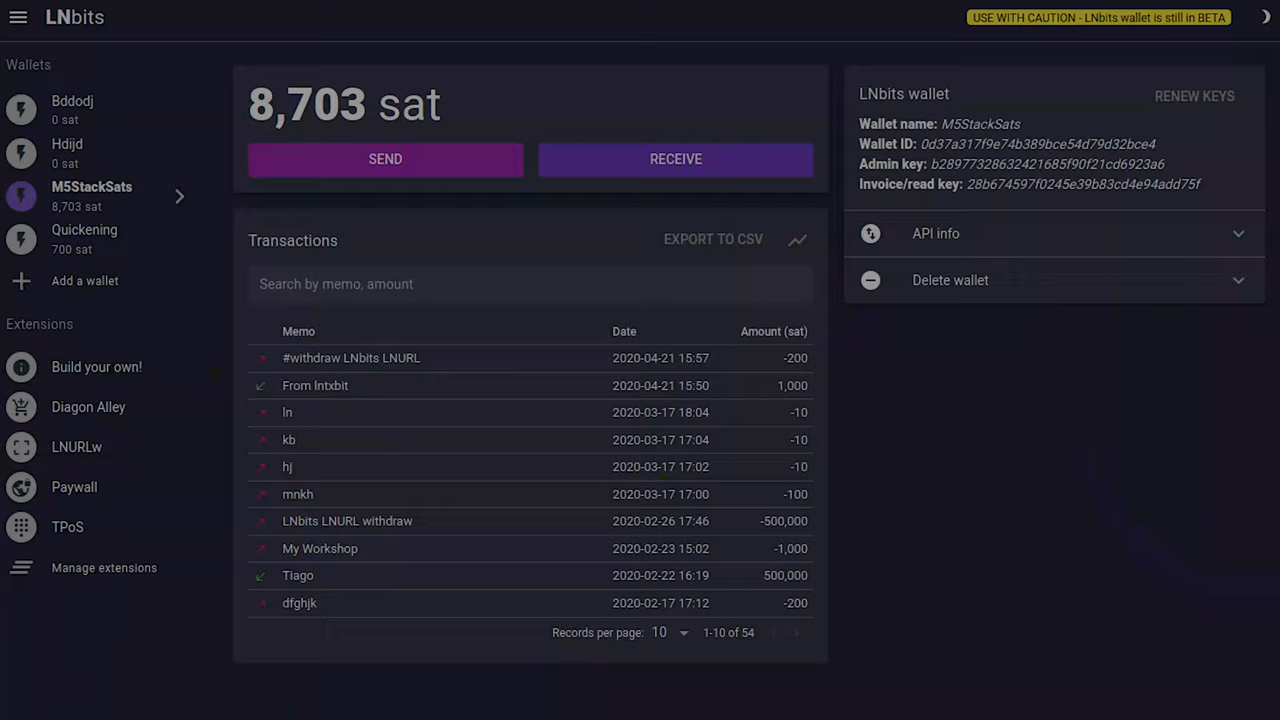 LNbits
USE WITH CAUTION - LNbits wallet is still in BETA
Wallets
Bddodj
0 sat
Hdijd
0 sat
M5StackSats
8,703 sat
Quickening
700 sat
Add a wallet
Extensions
Build your own!
Diagon Alley
LNURLw
Paywall
TPoS
Manage extensions
8,703 sat
SEND
RECEIVE
Transactions
EXPORT TO CSV
Search by memo, amount
Memo Date Amount (sat)
#withdraw LNbits LNURL 2020-04-21 15:57 -200
From lntxbit 2020-04-21 15:50 1,000
ln 2020-03-17 18:04 -10
kb 2020-03-17 17:04 -10
hj 2020-03-17 17:02 -10
mnkh 2020-03-17 17:00 -100
LNbits LNURL withdraw 2020-02-26 17:46 -500,000
My Workshop 2020-02-23 15:02 -1,000
Tiago 2020-02-22 16:19 500,000
dfghjk 2020-02-17 17:12 -200
Records per page: 10 1-10 of 54
LNbits wallet
RENEW KEYS
Wallet name: M5StackSats
Wallet ID: 0d37a317f9e74b389bce54d79d32bce4
Admin key: b28977328632421685f90f21cd6923a6
Invoice/read key: 28b674597f0245e39b83cd4e94add75f
API info
Delete wallet